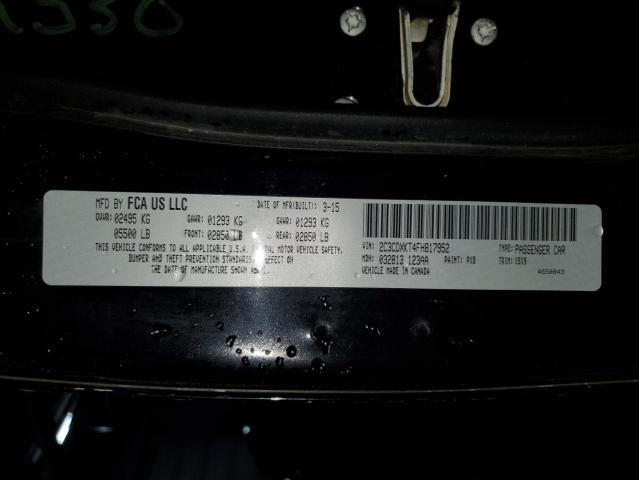 MFD BY FCA US LLC DATE OF MFR(BUILT): 3-15
GVWR: 02495 KG GAWR: 01293 KG GAWR: 01293 KG
05500 LB FRONT: 02850 LB REAR: 02850 LB
THIS VEHICLE CONFORMS TO ALL APPLICABLE U.S.A. MOTOR VEHICLE SAFETY,
BUMPER AND THEFT PREVENTION STANDARDS IN EFFECT ON
THE DATE OF MANUFACTURE SHOWN
VIN: 2C3CDXKT4FH817952 TYPE: PASSENGER CAR
MDH: 032813 123AA PAINT: PXB TRIM: X5X9
VEHICLE MADE IN CANADA